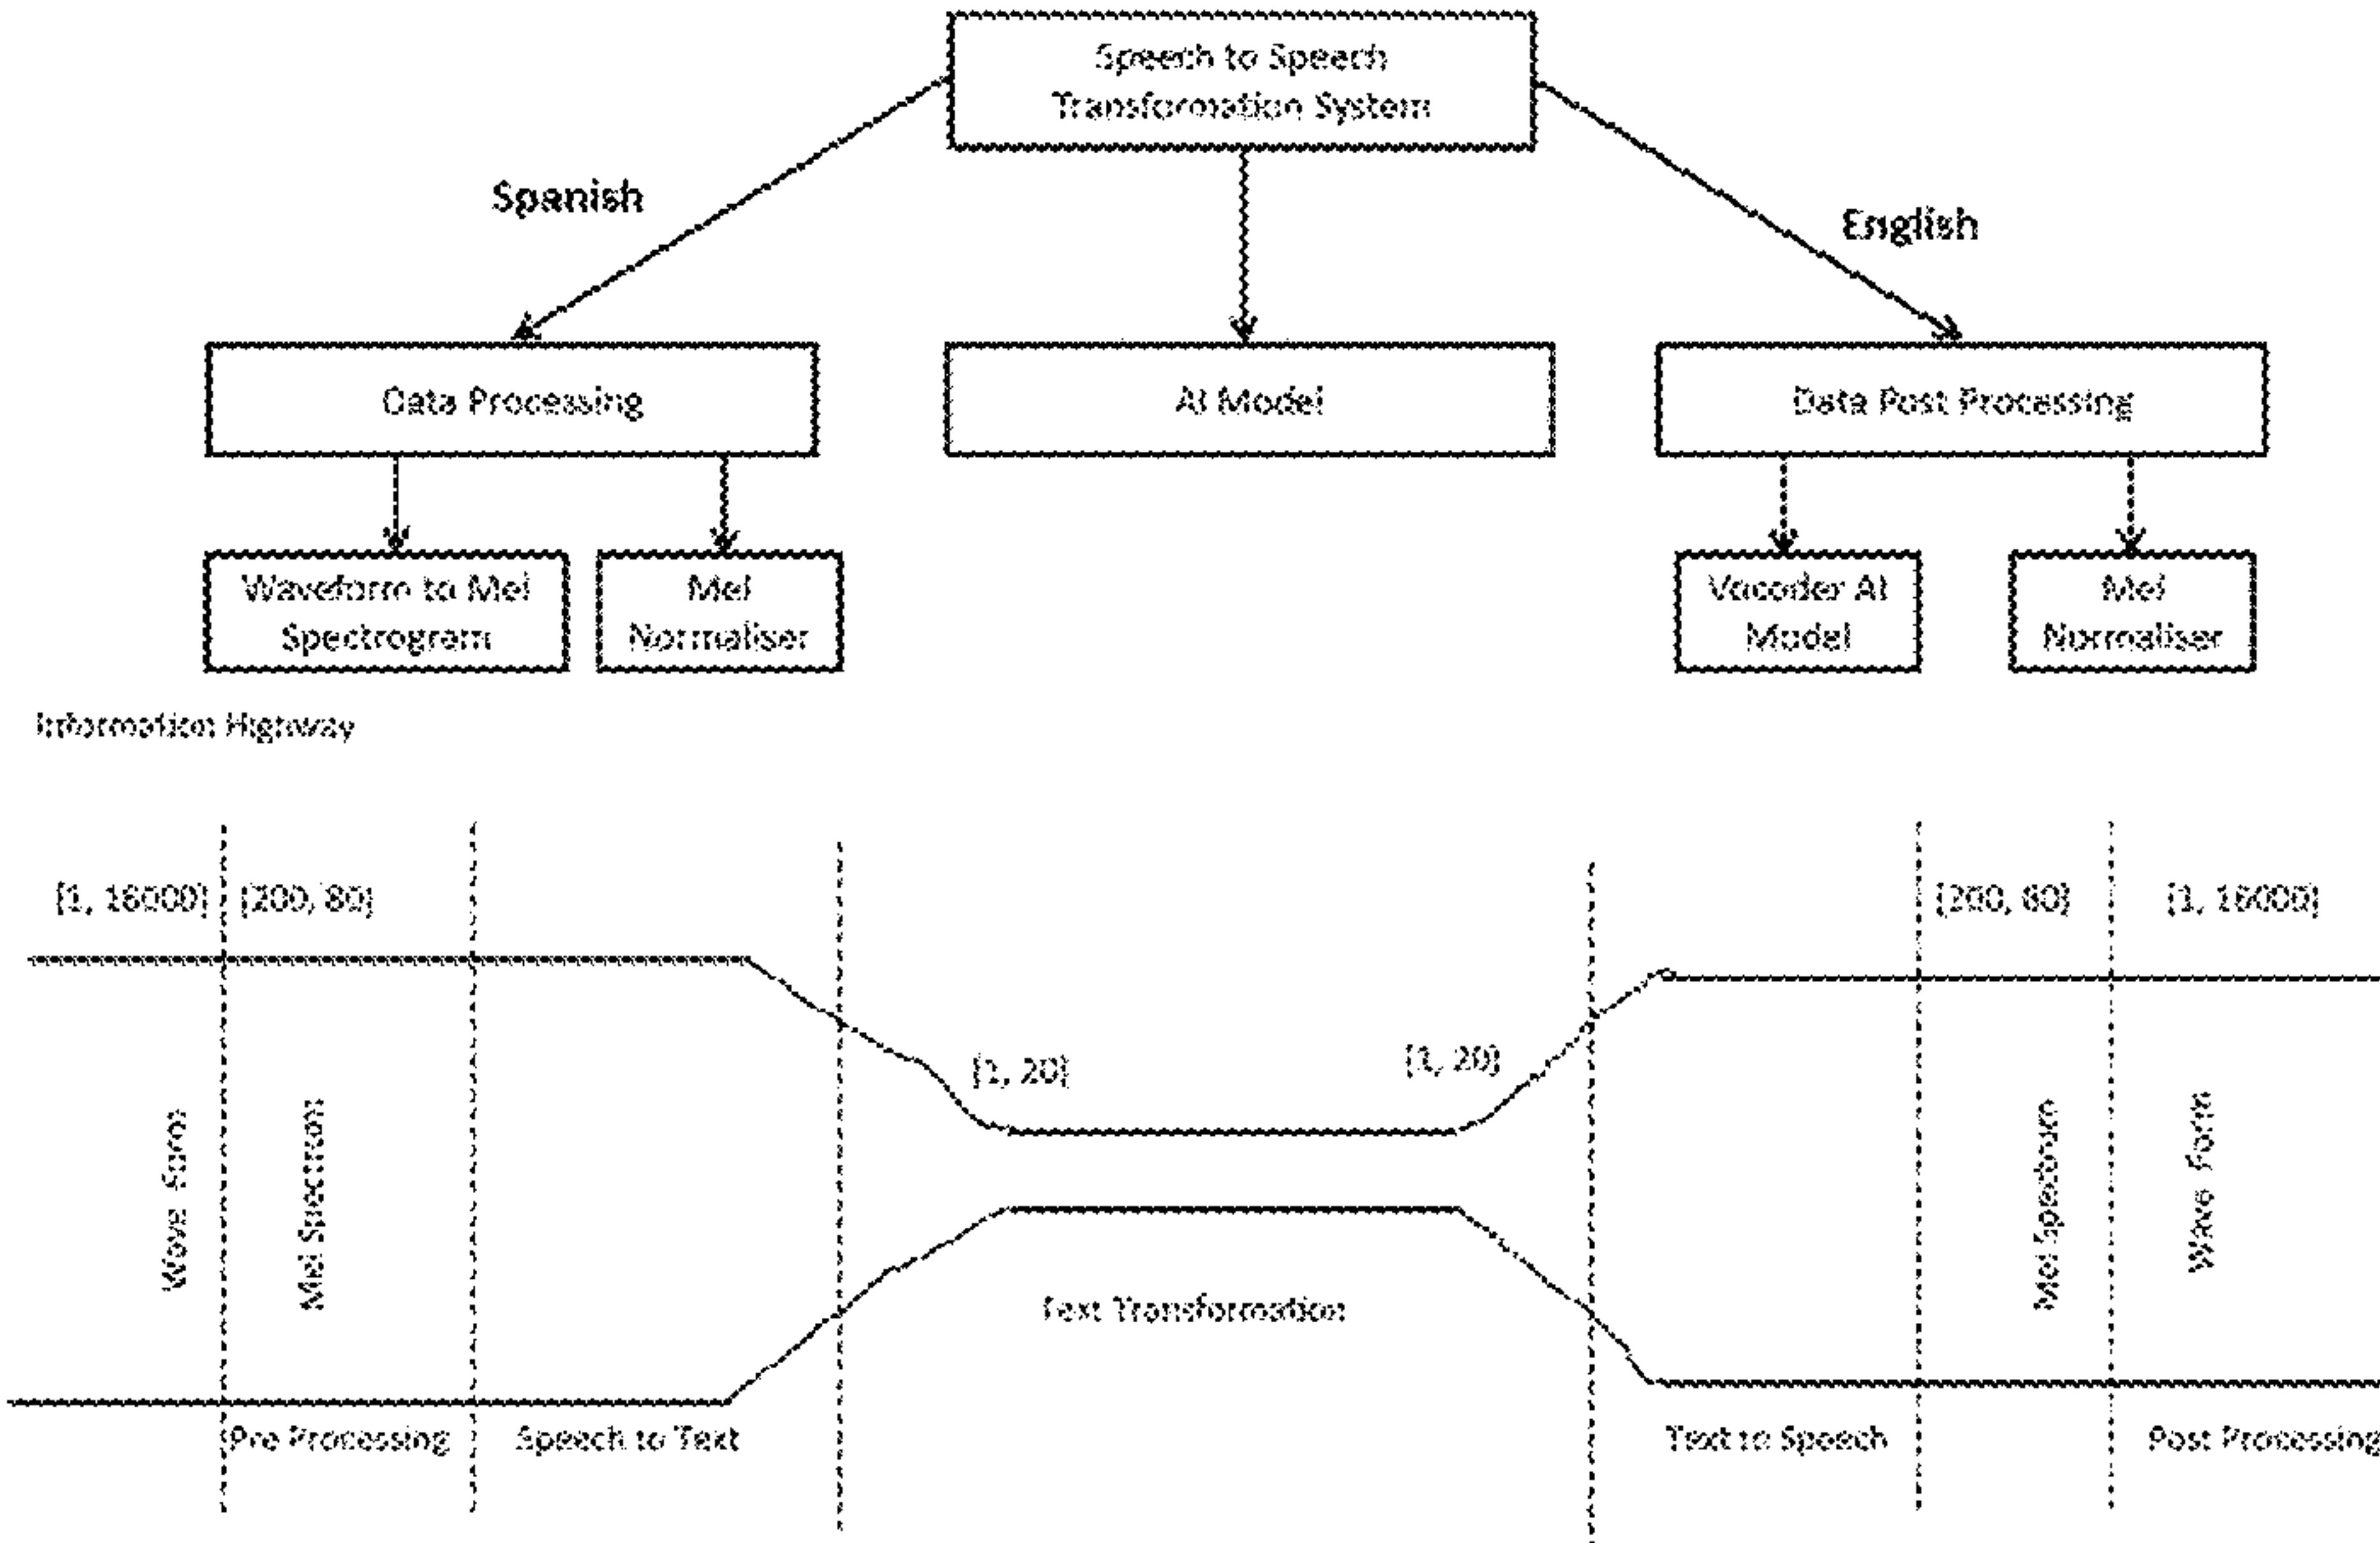 Speech to Speech
Transformation System
Spanish
English
Data Processing
AI Model
Data Post Processing
Waveform to Mel
Spectrogram
Mel
Normaliser
Vocoder AI
Model
Mel
Normaliser
Information Highway
[1, 16000]
[200, 80]
[200, 80]
[1, 16000]
[1, 20]
[1, 20]
Wave Form
Mel Spectrum
Mel Spectrum
Wave Form
Text Transformation
Pre Processing
Speech to Text
Text to Speech
Post Processing